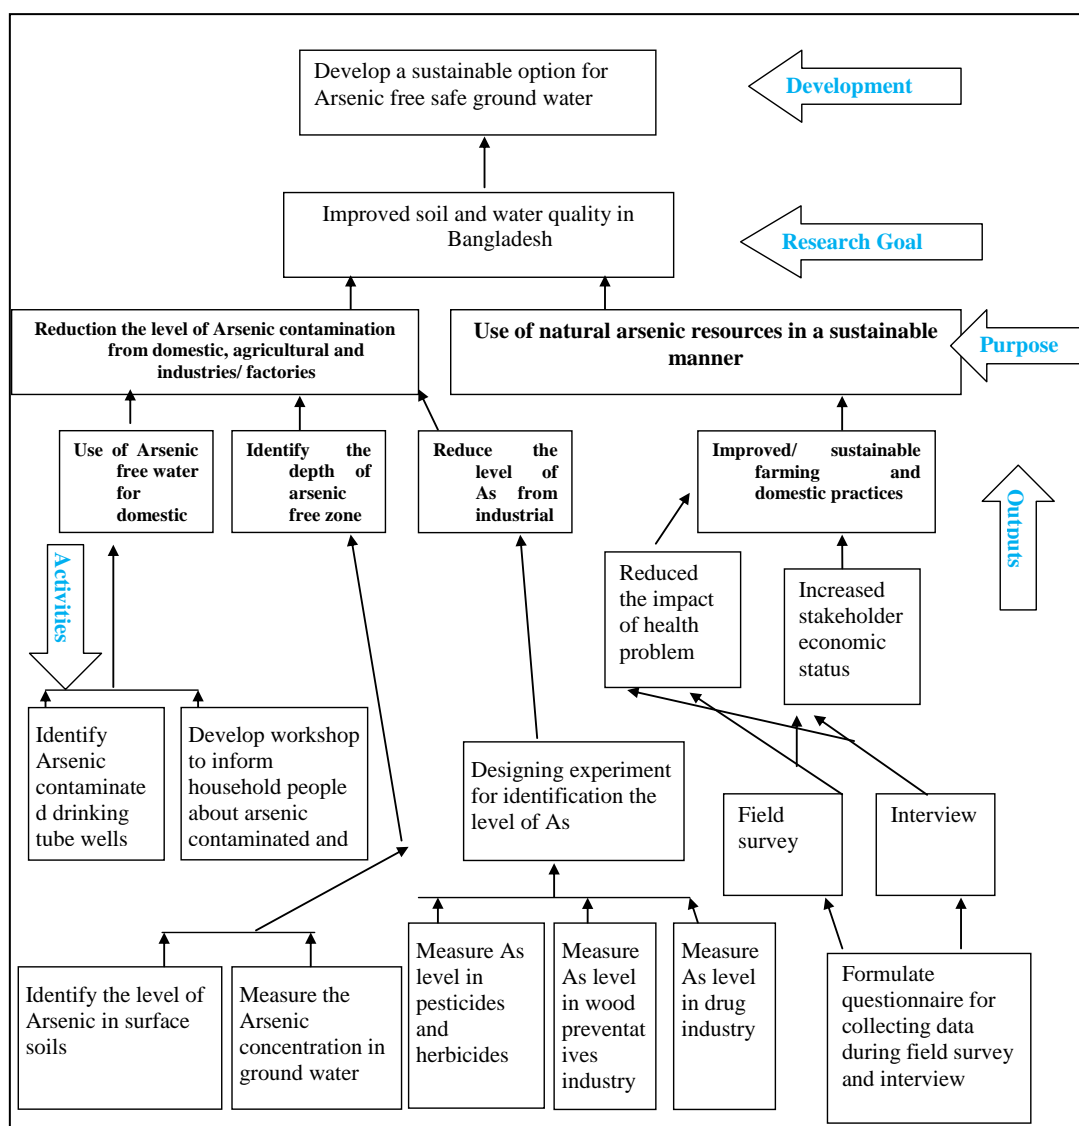 Develop a sustainable option for
Arsenic free safe ground water
Development
Improved soil and water quality in
Bangladesh
Research Goal
Reduction the level of Arsenic contamination
from domestic, agricultural and
industries/ factories
Use of natural arsenic resources in a sustainable
manner
Purpose
Use of Arsenic
free water for
domestic
Identify the
depth of
arsenic
free zone
Reduce the
level of
As from
industrial
Improved/ sustainable
farming and
domestic practices
Outputs
Activities
Reduced
the impact
of health
problem
Increased
stakeholder
economic
status
Identify
Arsenic
contaminate
d drinking
tube wells
Develop workshop
to inform
household people
about arsenic
contaminated and
Designing experiment
for identification the
level of As
Field
survey
Interview
Identify the level of
Arsenic in surface
soils
Measure the
Arsenic
concentration in
ground water
Measure As
level in
pesticides
and
herbicides
Measure
As level
in wood
preventat
ives
industry
Measure
As level
in drug
industry
Formulate
questionnaire for
collecting data
during field survey
and interview